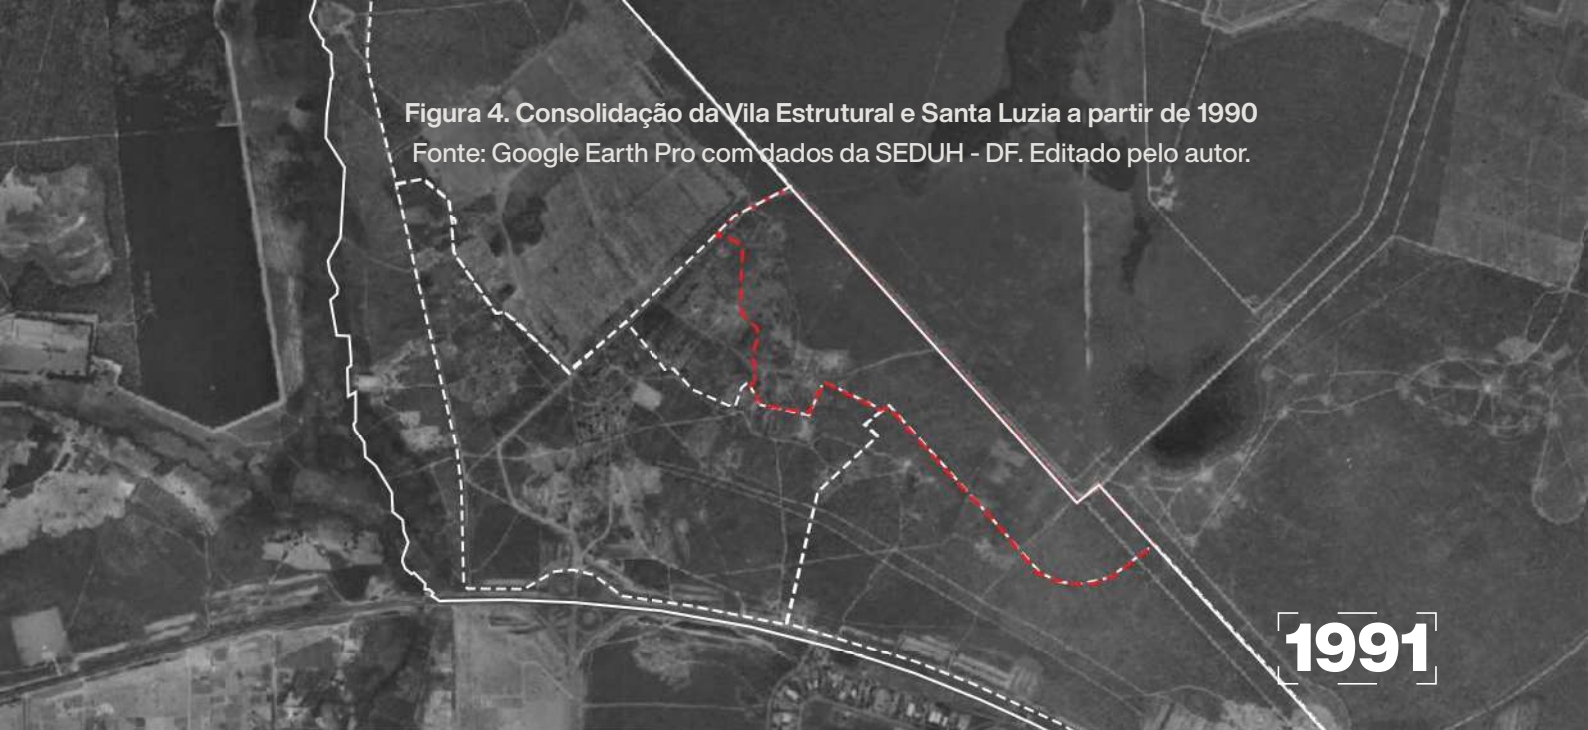 Figura 4. Consolidação da Vila Estrutural e Santa Luzia a partir de 1990
Fonte: Google Earth Pro com dados da SEDUH - DF. Editado pelo autor.
1991